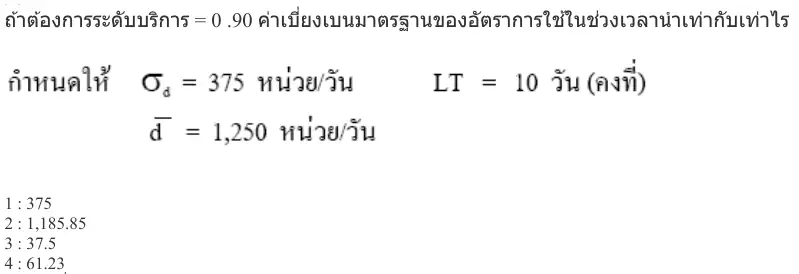 ถ้าต้องการระดับบริการ = 0 .90 ค่าเบี่ยงเบนมาตรฐานของอัตราการใช้ในช่วงเวลานำเท่ากับเท่าไร
กำหนดให้ σd = 375 หน่วย/วัน LT = 10 วัน (คงที่)
d̅ = 1,250 หน่วย/วัน
1 : 375
2 : 1,185.85
3 : 37.5
4 : 61.23